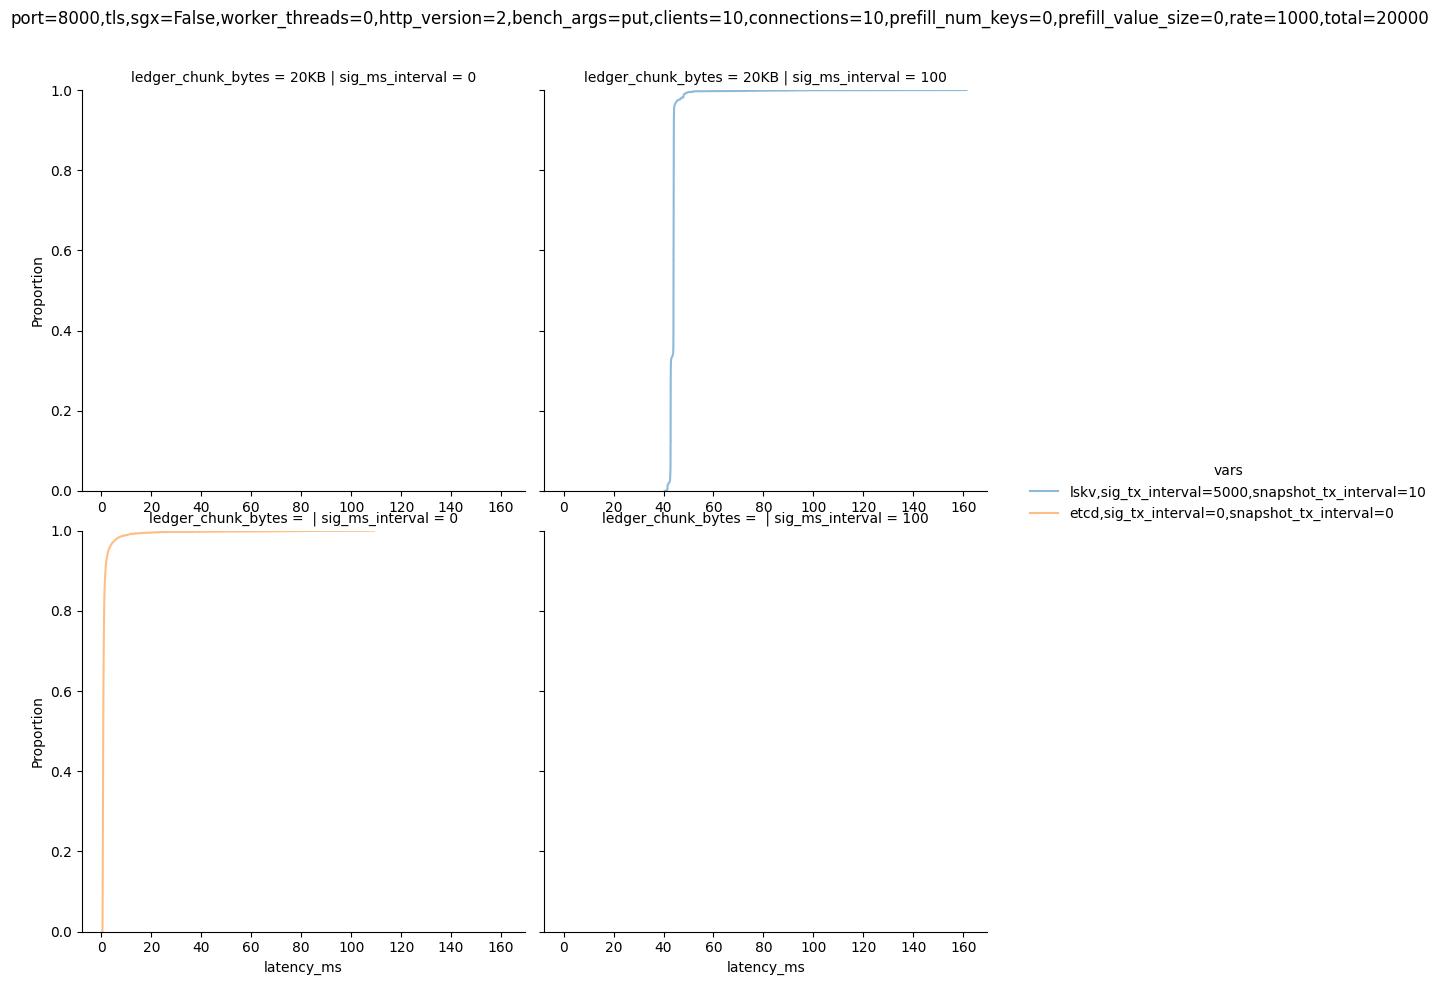 port=8000,tls,sgx=False,worker_threads=0,http_version=2,bench_args=put,clients=10,connections=10,prefill_num_keys=0,prefill_value_size=0,rate=1000,total=20000
ledger_chunk_bytes = 20KB | sig_ms_interval = 0
ledger_chunk_bytes = 20KB | sig_ms_interval = 100
1.0
0.8
0.6
0.4
0.2
0.0
Proportion
0 20 40 60 80 100 120 140 160
0 20 40 60 80 100 120 140 160
vars
lskv,sig_tx_interval=5000,snapshot_tx_interval=10
etcd,sig_tx_interval=0,snapshot_tx_interval=0
ledger_chunk_bytes =  | sig_ms_interval = 0
ledger_chunk_bytes =  | sig_ms_interval = 100
1.0
0.8
0.6
0.4
0.2
0.0
Proportion
0 20 40 60 80 100 120 140 160
0 20 40 60 80 100 120 140 160
latency_ms
latency_ms